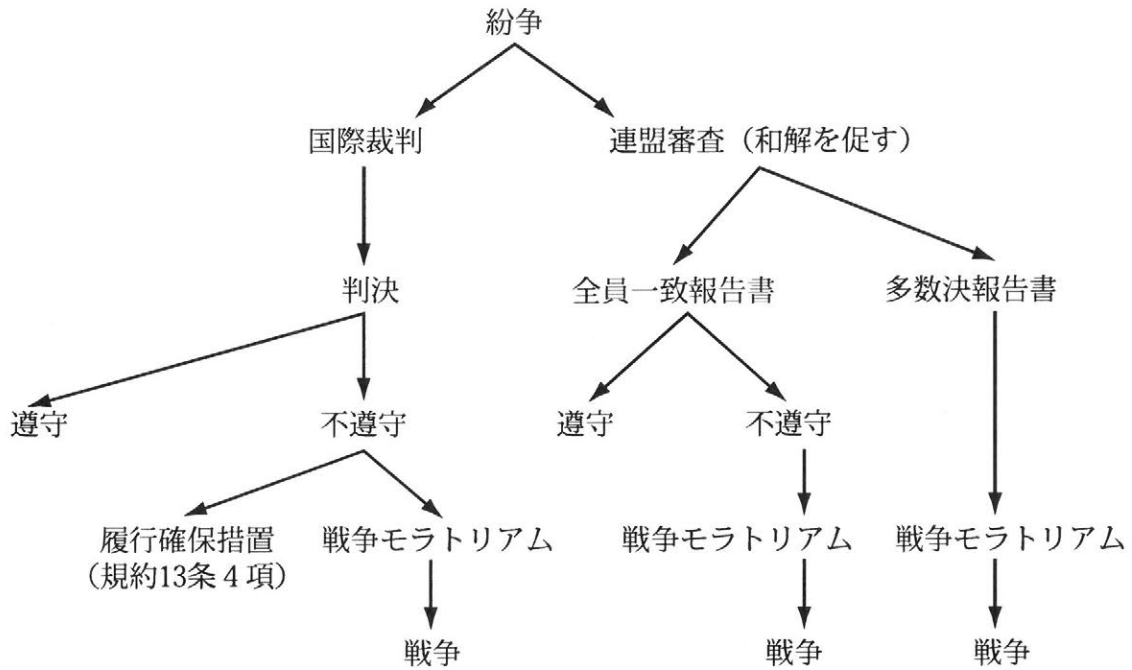 紛争
国際裁判
連盟審査（和解を促す）
判決
全員一致報告書
多数決報告書
遵守
不遵守
遵守
不遵守
履行確保措置
（規約13条４項）
戦争モラトリアム
戦争モラトリアム
戦争モラトリアム
戦争
戦争
戦争